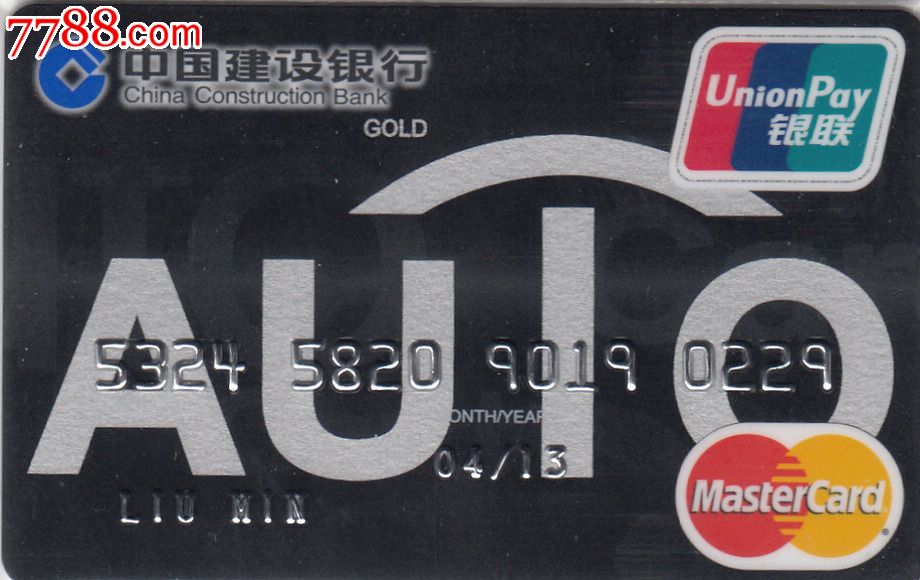 7788.com
中国建设银行
China Construction Bank
GOLD
UnionPay
银联
AUTO
5324 5820 9019 0229
ONTH/YEAR
04/13
LIU MIN
MasterCard